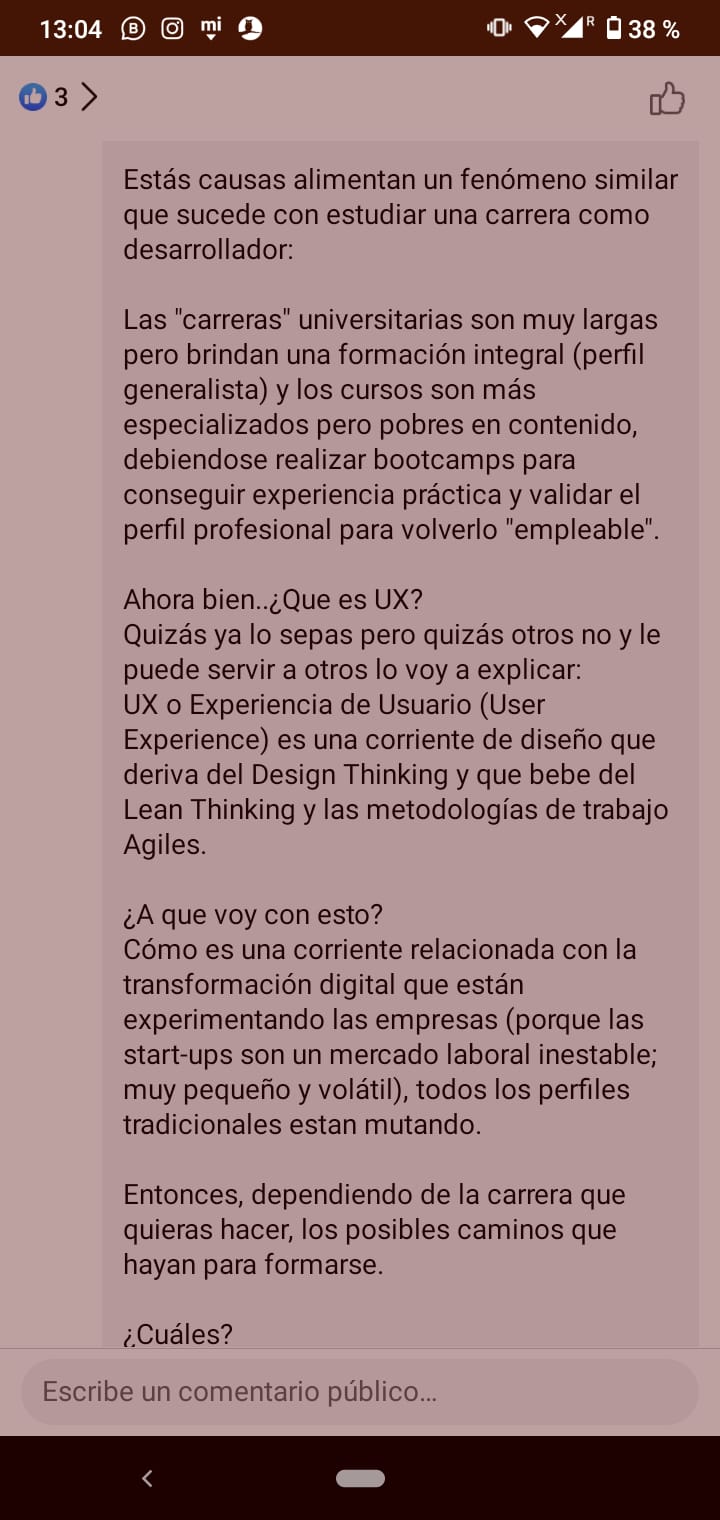 13:04 mi R 38 %
3
Estás causas alimentan un fenómeno similar
que sucede con estudiar una carrera como
desarrollador:
Las "carreras" universitarias son muy largas
pero brindan una formación integral (perfil
generalista) y los cursos son más
especializados pero pobres en contenido,
debiendose realizar bootcamps para
conseguir experiencia práctica y validar el
perfil profesional para volverlo "empleable".
Ahora bien..¿Que es UX?
Quizás ya lo sepas pero quizás otros no y le
puede servir a otros lo voy a explicar:
UX o Experiencia de Usuario (User
Experience) es una corriente de diseño que
deriva del Design Thinking y que bebe del
Lean Thinking y las metodologías de trabajo
Agiles.
¿A que voy con esto?
Cómo es una corriente relacionada con la
transformación digital que están
experimentando las empresas (porque las
start-ups son un mercado laboral inestable;
muy pequeño y volátil), todos los perfiles
tradicionales estan mutando.
Entonces, dependiendo de la carrera que
quieras hacer, los posibles caminos que
hayan para formarse.
¿Cuáles?
Escribe un comentario público...